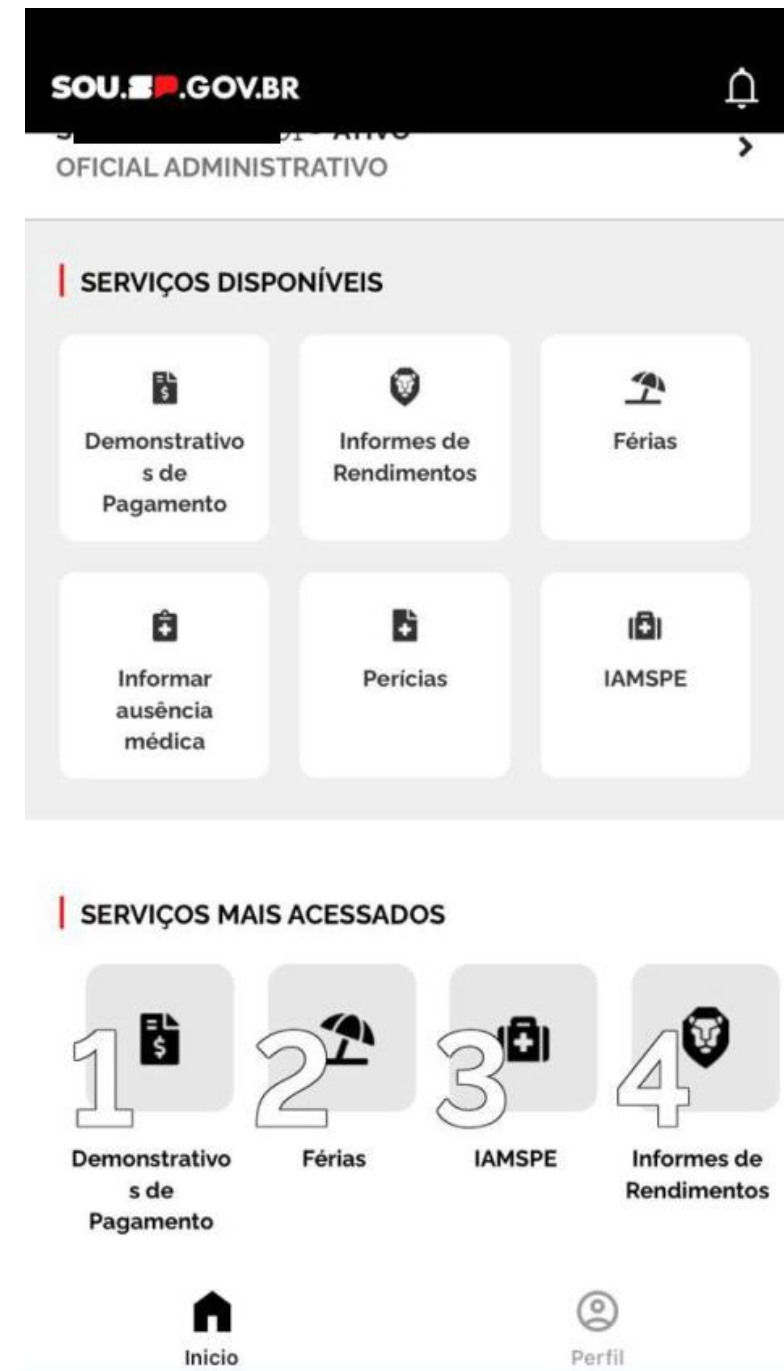 SOU.SP.GOV.BR
ATIVO
OFICIAL ADMINISTRATIVO
SERVIÇOS DISPONÍVEIS
Demonstrativo
s de
Pagamento
Informes de
Rendimentos
Férias
Informar
ausência
médica
Perícias
IAMSPE
SERVIÇOS MAIS ACESSADOS
1
Demonstrativo
s de
Pagamento
2
Férias
3
IAMSPE
4
Informes de
Rendimentos
Inicio
Perfil